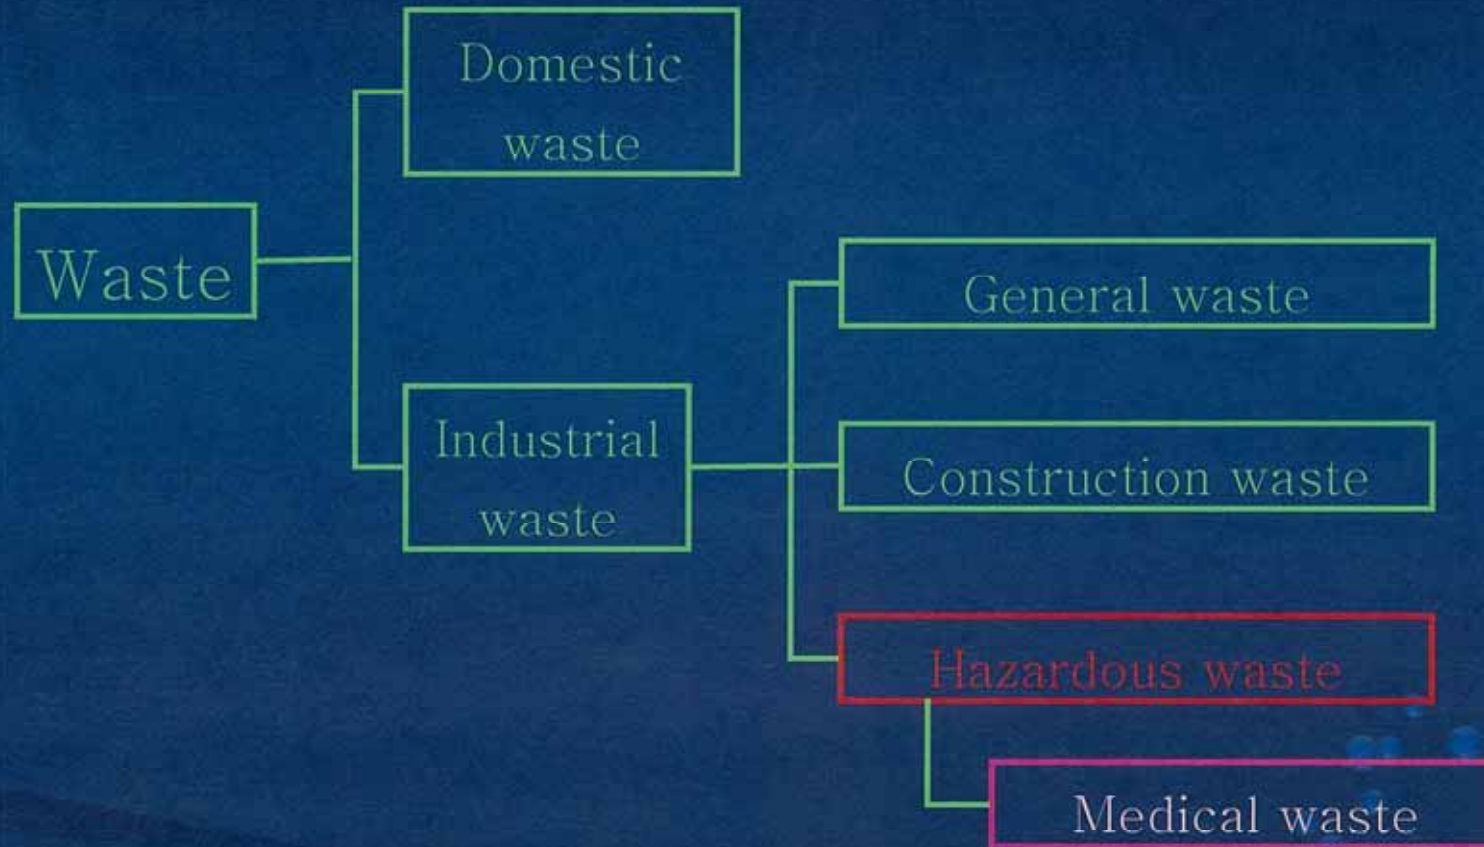 Domestic
waste
Waste
General waste
Industrial
waste
Construction waste
Hazardous waste
Medical waste